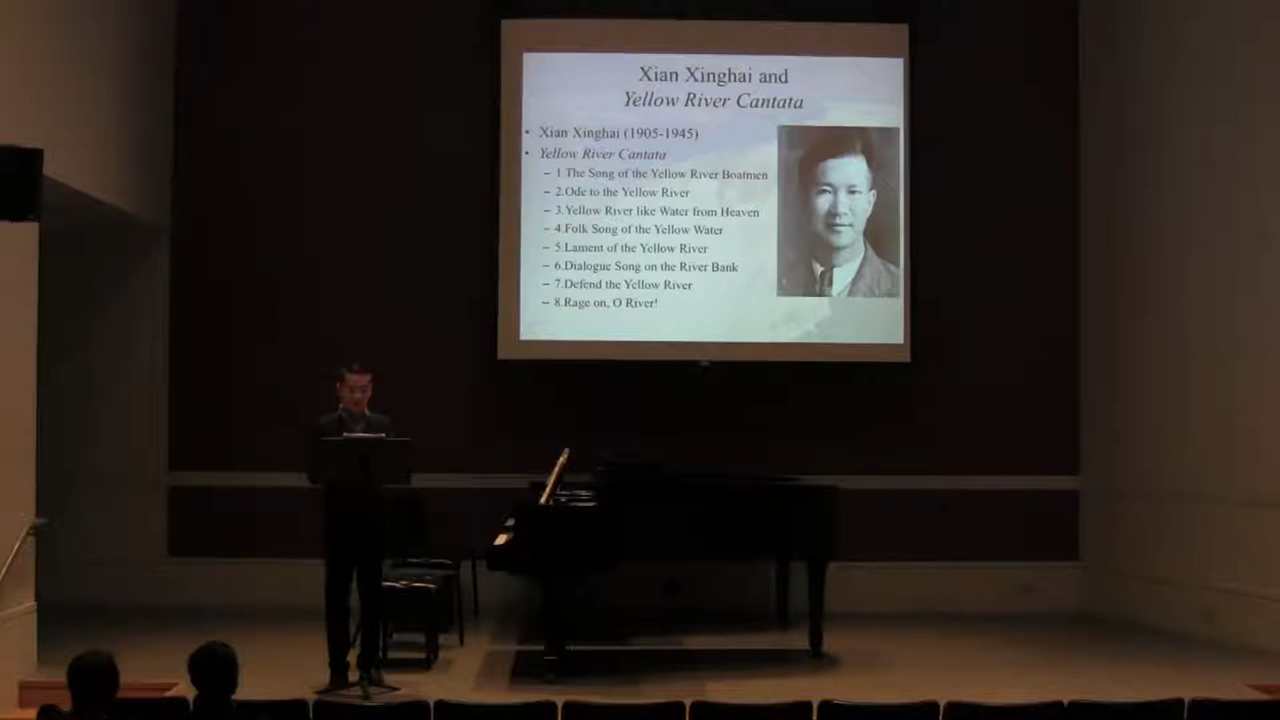 Xian Xinghai and
Yellow River Cantata
• Xian Xinghai (1905-1945)
• Yellow River Cantata
– 1 The Song of the Yellow River Boatmen
– 2.Ode to the Yellow River
– 3.Yellow River like Water from Heaven
– 4.Folk Song of the Yellow Water
– 5.Lament of the Yellow River
– 6.Dialogue Song on the River Bank
– 7.Defend the Yellow River
– 8.Rage on, O River!